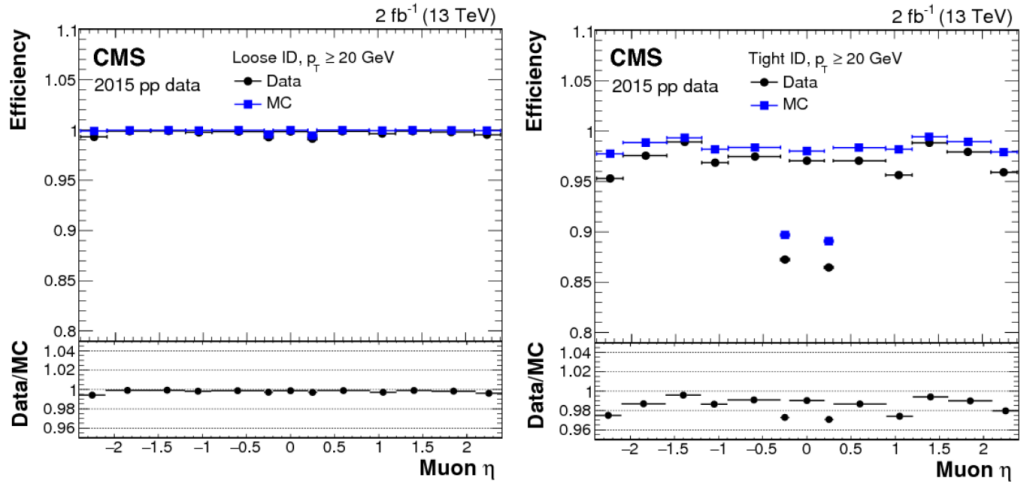 2 fb⁻¹ (13 TeV)
CMS
2015 pp data
Loose ID, p_T ≥ 20 GeV
Data
MC
Efficiency
1.1
1.05
1
0.95
0.9
0.85
0.8
Data/MC
1.04
1.02
1
0.98
0.96
−2 −1.5 −1 −0.5 0 0.5 1 1.5 2
Muon η
2 fb⁻¹ (13 TeV)
CMS
2015 pp data
Tight ID, p_T ≥ 20 GeV
Data
MC
Efficiency
1.1
1.05
1
0.95
0.9
0.85
0.8
Data/MC
1.04
1.02
1
0.98
0.96
−2 −1.5 −1 −0.5 0 0.5 1 1.5 2
Muon η